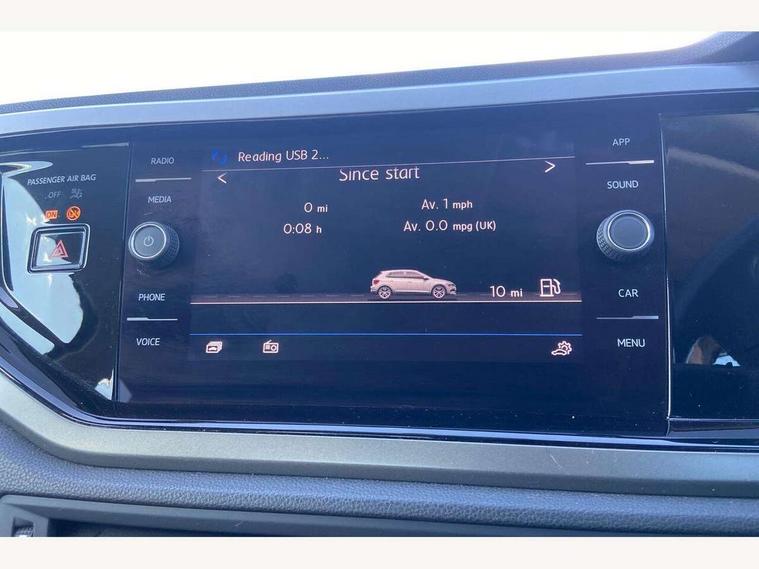 PASSENGER AIR BAG
OFF
ON
RADIO
MEDIA
PHONE
VOICE
Reading USB 2...
< Since start >
0 mi
Av. 1 mph
0:08 h
Av. 0.0 mpg (UK)
10 mi
APP
SOUND
CAR
MENU